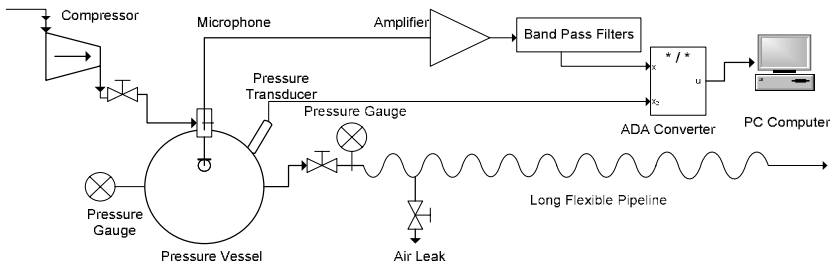 Compressor
Microphone
Amplifier
Band Pass Filters
* / *
x
u
x2
Pressure
Transducer
Pressure Gauge
ADA Converter
PC Computer
Pressure
Gauge
Long Flexible Pipeline
Pressure Vessel
Air Leak